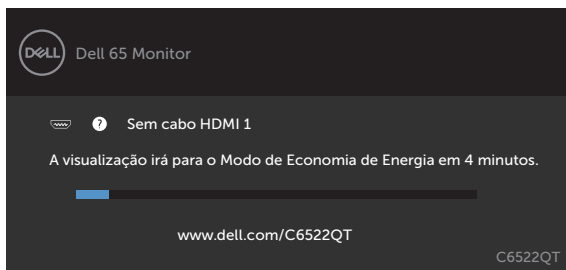 DELL
Dell 65 Monitor
? Sem cabo HDMI 1
A visualização irá para o Modo de Economia de Energia em 4 minutos.
www.dell.com/C6522QT
C6522QT